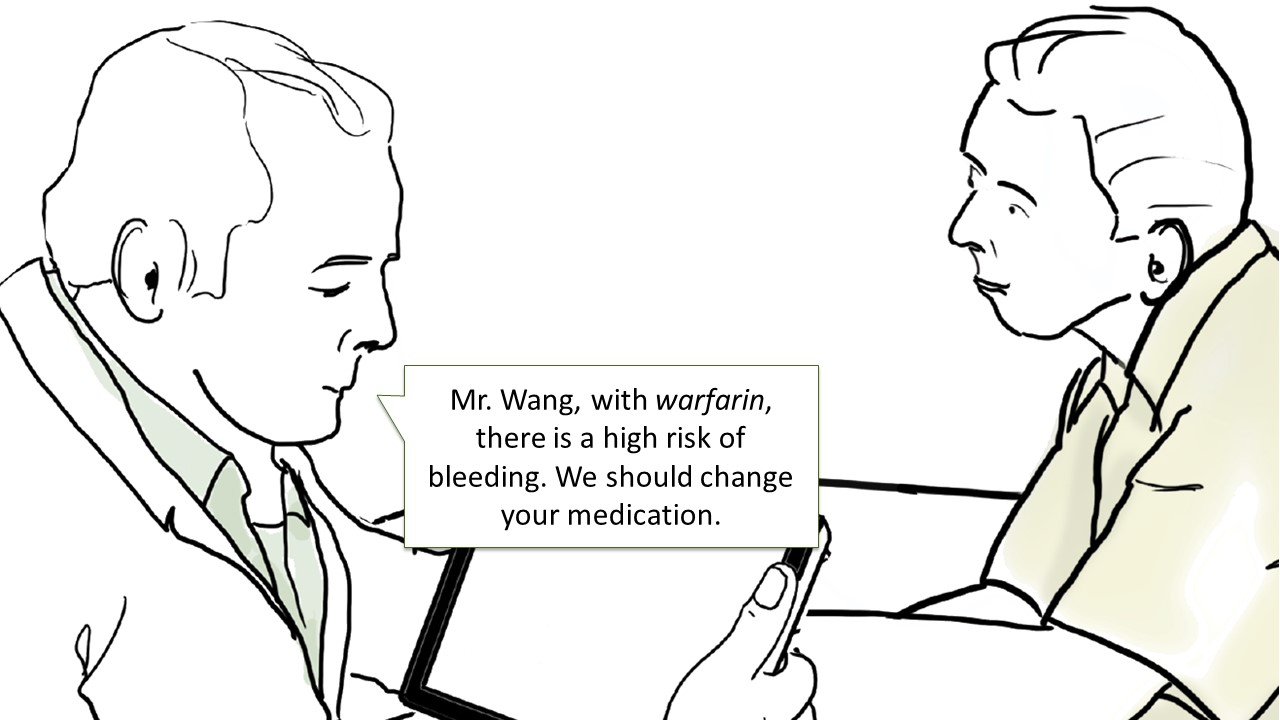 Mr. Wang, with warfarin,
there is a high risk of
bleeding. We should change
your medication.